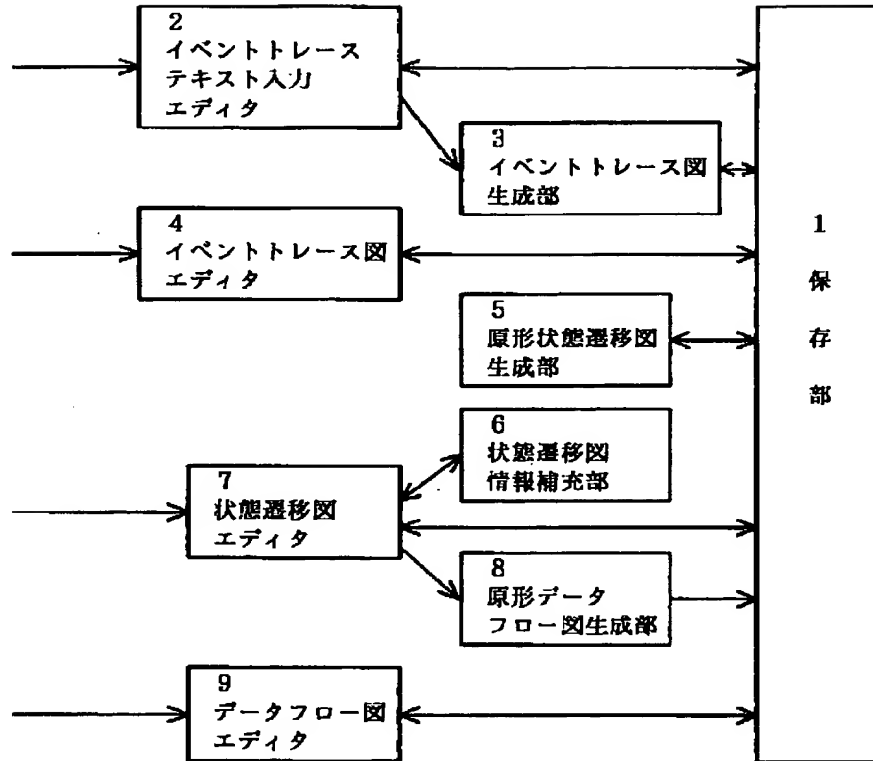 2
イベントトレース
テキスト入力
エディタ
3
イベントトレース図
生成部
4
イベントトレース図
エディタ
5
原形状態遷移図
生成部
6
状態遷移図
情報補充部
7
状態遷移図
エディタ
8
原形データ
フロー図生成部
9
データフロー図
エディタ
1
保
存
部